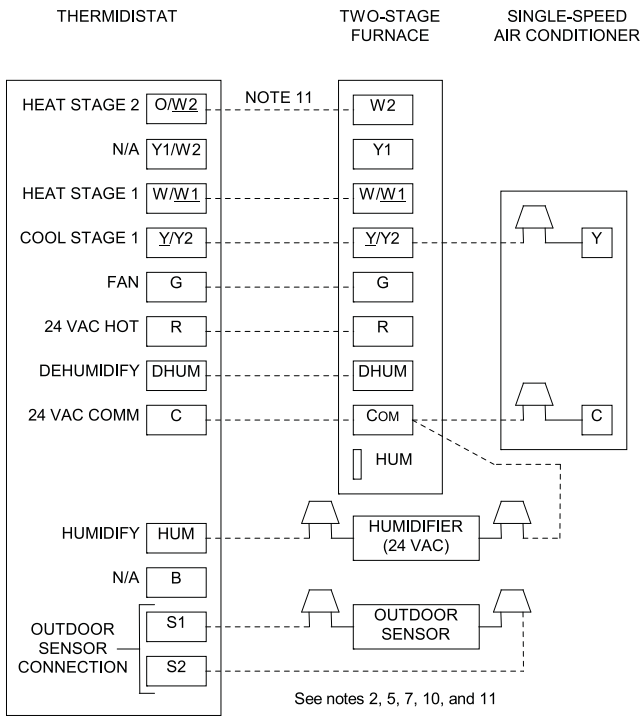 THERMIDISTAT
TWO-STAGE
FURNACE
SINGLE-SPEED
AIR CONDITIONER
HEAT STAGE 2 O/W2 NOTE 11 W2
N/A Y1/W2 Y1
HEAT STAGE 1 W/W1 W/W1
COOL STAGE 1 Y/Y2 Y/Y2 Y
FAN G G
24 VAC HOT R R
DEHUMIDIFY DHUM DHUM
24 VAC COMM C COM C
HUM
HUMIDIFY HUM HUMIDIFIER
(24 VAC)
N/A B
OUTDOOR
SENSOR
CONNECTION
S1 OUTDOOR
SENSOR
S2
See notes 2, 5, 7, 10, and 11